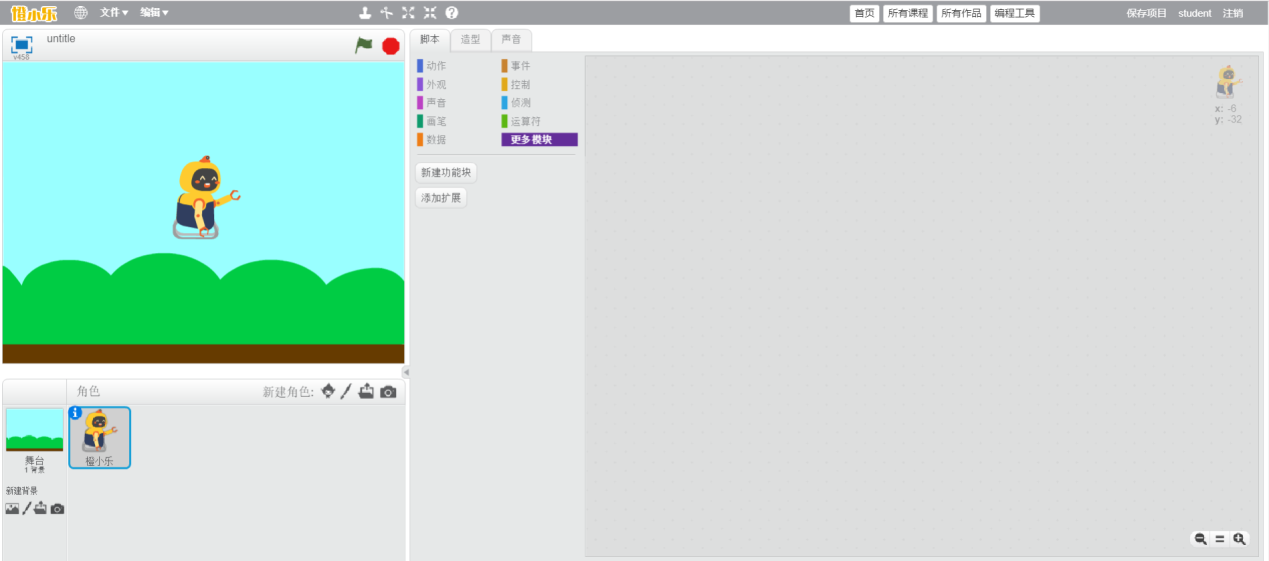 橙小乐 文件▼ 编辑▼ 首页 所有课程 所有作品 编程工具 保存项目 student 注销
untitle
v455
脚本 造型 声音
动作 事件
外观 控制
声音 侦测
画笔 运算符
数据 更多模块
新建功能块
添加扩展
x: -6
y: -32
角色 新建角色:
舞台
1 背景
橙小乐
新建背景